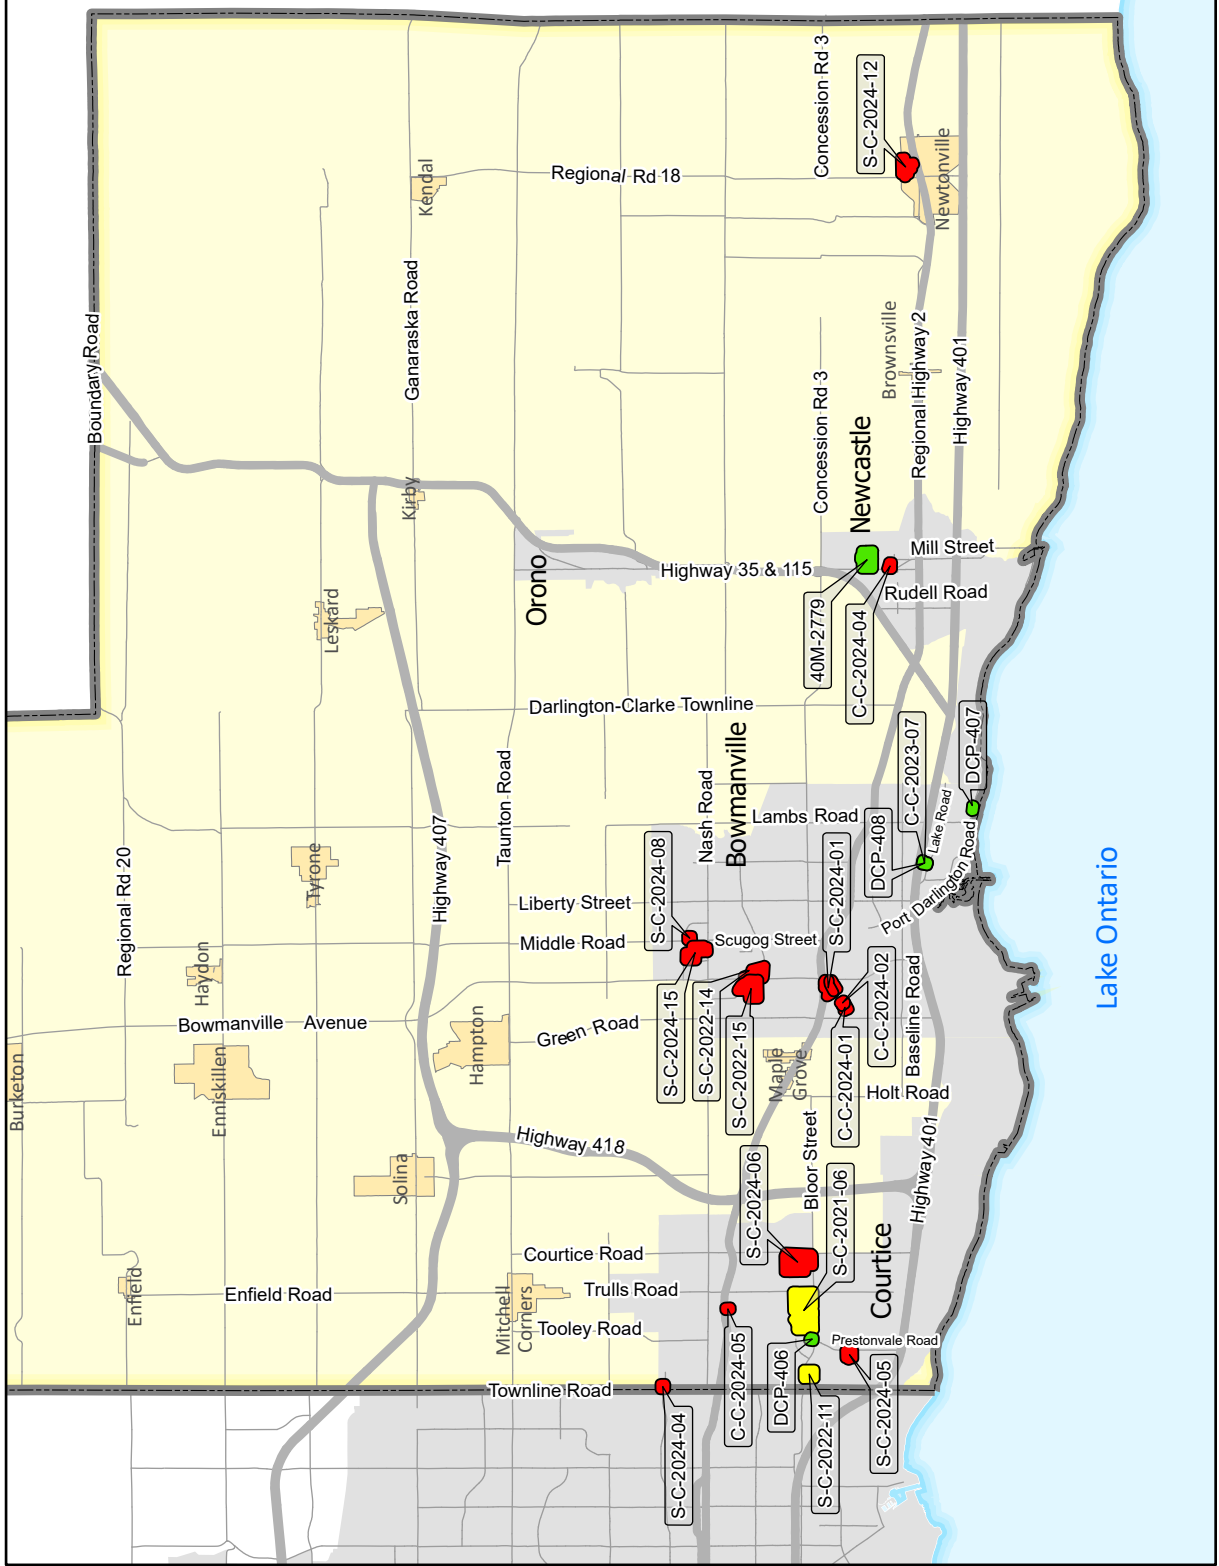 Boundary Road
Burketon
Regional Rd 20
Haydon
Enniskillen
Enfield
Bowmanville Avenue
Enfield Road
Tyrone
Leskard
Solina
Kendal
Ganaraska Road
Kirby
Highway 407
Hampton
Taunton Road
Mitchell
Corners
Highway 418
Orono
Regional Rd 18
Darlington-Clarke Townline
Liberty Street
Middle Road
Green Road
Courtice Road
Trulls Road
Tooley Road
Townline Road
Highway 35 & 115
Nash Road
Bowmanville
Lambs Road
Scugog Street
S-C-2024-08
S-C-2024-15
S-C-2022-14
S-C-2022-15
S-C-2024-01
C-C-2024-02
C-C-2024-01
Maple
Grove
Bloor Street
Holt Road
Baseline Road
Highway 401
S-C-2024-06
S-C-2021-06
Courtice
C-C-2024-05
DCP-406
S-C-2022-11
S-C-2024-04
S-C-2024-05
Prestonvale Road
Concession Rd 3
Concession Rd 3
S-C-2024-12
Newtonville
Brownsville
Regional Highway 2
Highway 401
Newcastle
Mill Street
Rudell Road
40M-2779
C-C-2024-04
C-C-2023-07
DCP-408
DCP-407
Lake Road
Port Darlington Road
Lake Ontario